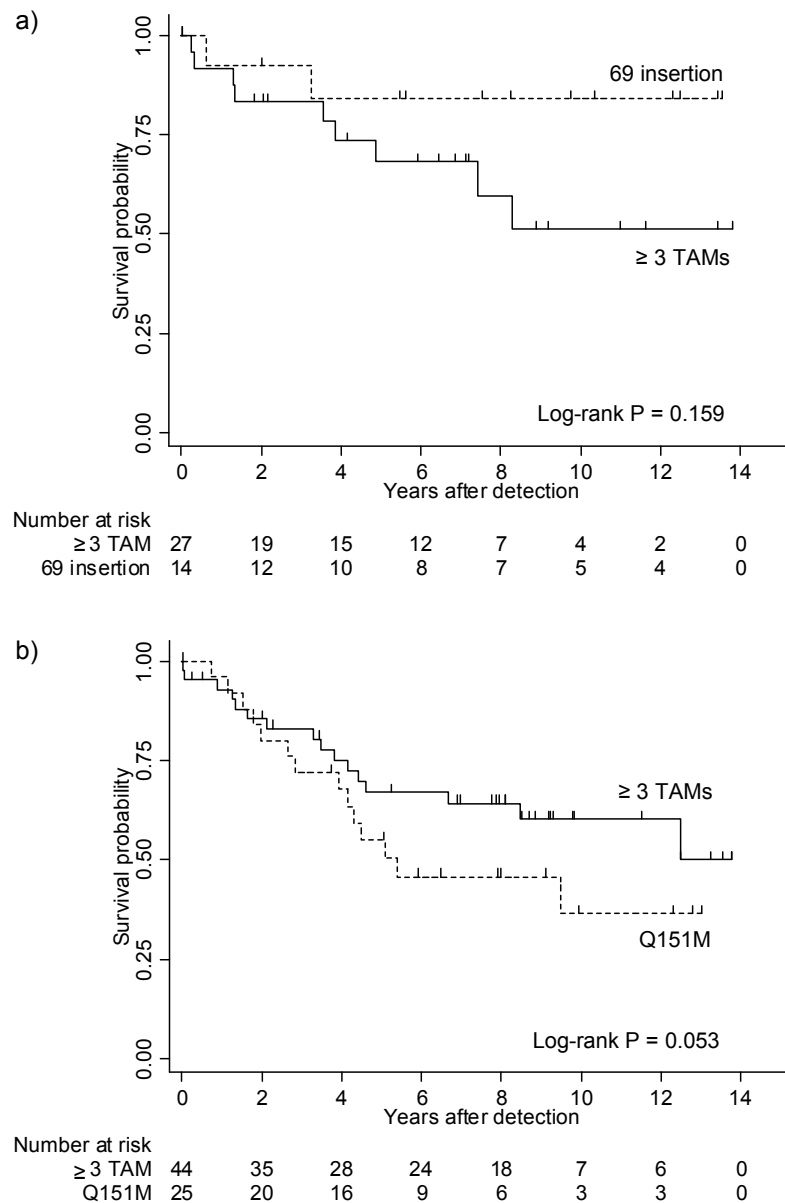 a)
1.00
0.75
0.50
0.25
0.00
Survival probability
69 insertion
≥ 3 TAMs
Log-rank P = 0.159
0 2 4 6 8 10 12 14
Years after detection
Number at risk
≥ 3 TAM 27 19 15 12 7 4 2 0
69 insertion 14 12 10 8 7 5 4 0
b)
1.00
0.75
0.50
0.25
0.00
Survival probability
≥ 3 TAMs
Q151M
Log-rank P = 0.053
0 2 4 6 8 10 12 14
Years after detection
Number at risk
≥ 3 TAM 44 35 28 24 18 7 6 0
Q151M 25 20 16 9 6 3 3 0